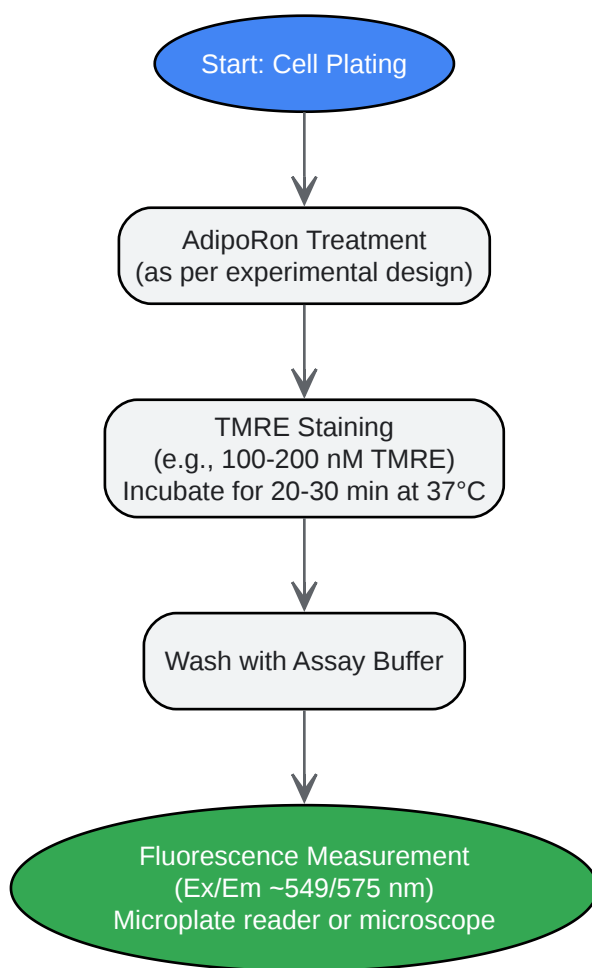 Start: Cell Plating
AdipoRon Treatment
(as per experimental design)
TMRE Staining
(e.g., 100-200 nM TMRE)
Incubate for 20-30 min at 37°C
Wash with Assay Buffer
Fluorescence Measurement
(Ex/Em ~549/575 nm)
Microplate reader or microscope